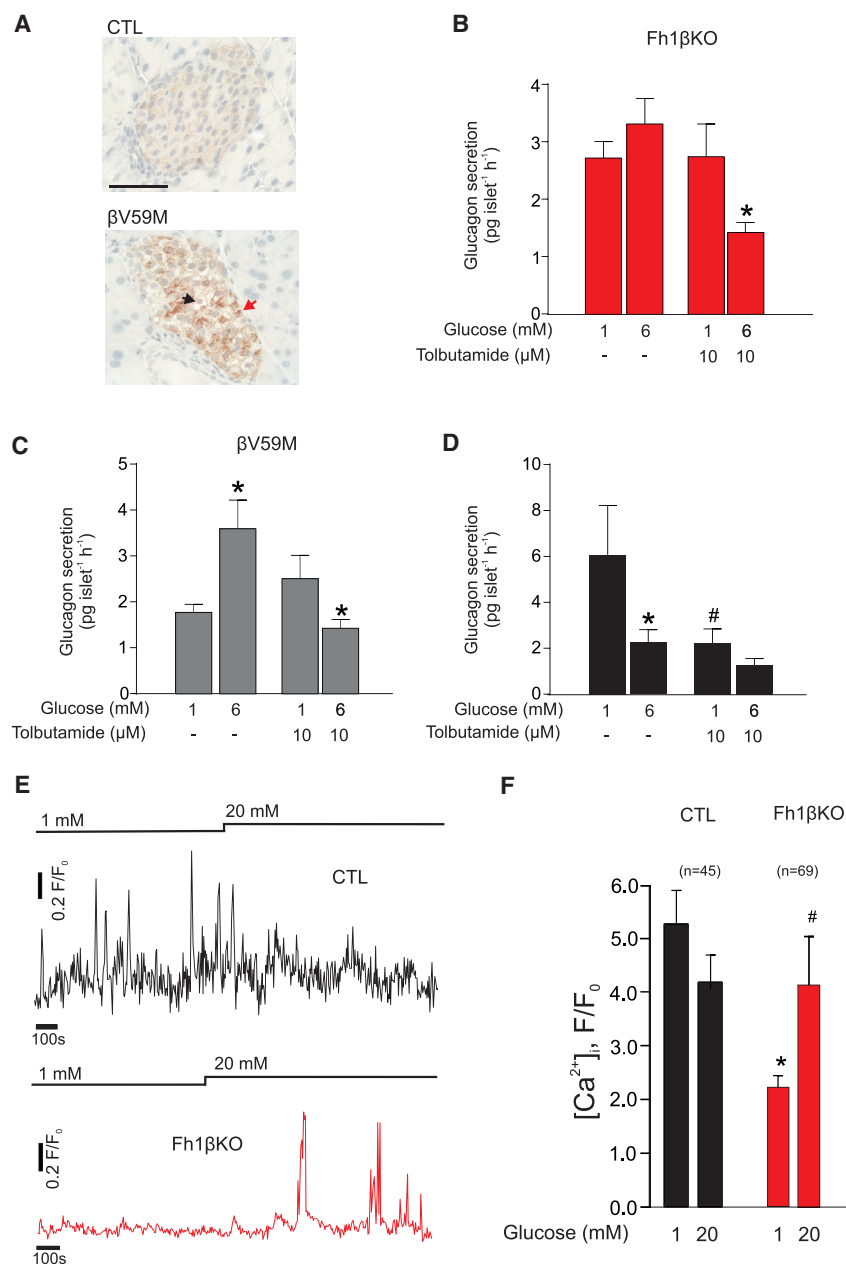 A
CTL
βV59M
B
Fh1βKO
Glucagon secretion
(pg islet⁻¹ h⁻¹)
4
3
2
1
0
*
Glucose (mM) 1 6 1 6
Tolbutamide (µM) - - 10 10
C
βV59M
Glucagon secretion
(pg islet⁻¹ h⁻¹)
5
4
3
2
1
0
*
*
Glucose (mM) 1 6 1 6
Tolbutamide (µM) - - 10 10
D
Glucagon secretion
(pg islet⁻¹ h⁻¹)
10
8
6
4
2
0
*
#
Glucose (mM) 1 6 1 6
Tolbutamide (µM) - - 10 10
E
1 mM 20 mM
0.2 F/F₀
CTL
100s
1 mM 20 mM
0.2 F/F₀
Fh1βKO
100s
F
CTL Fh1βKO
(n=45) (n=69)
[Ca²⁺]ᵢ, F/F₀
6.0
5.0
4.0
3.0
2.0
1.0
0.0
*
#
Glucose (mM) 1 20 1 20